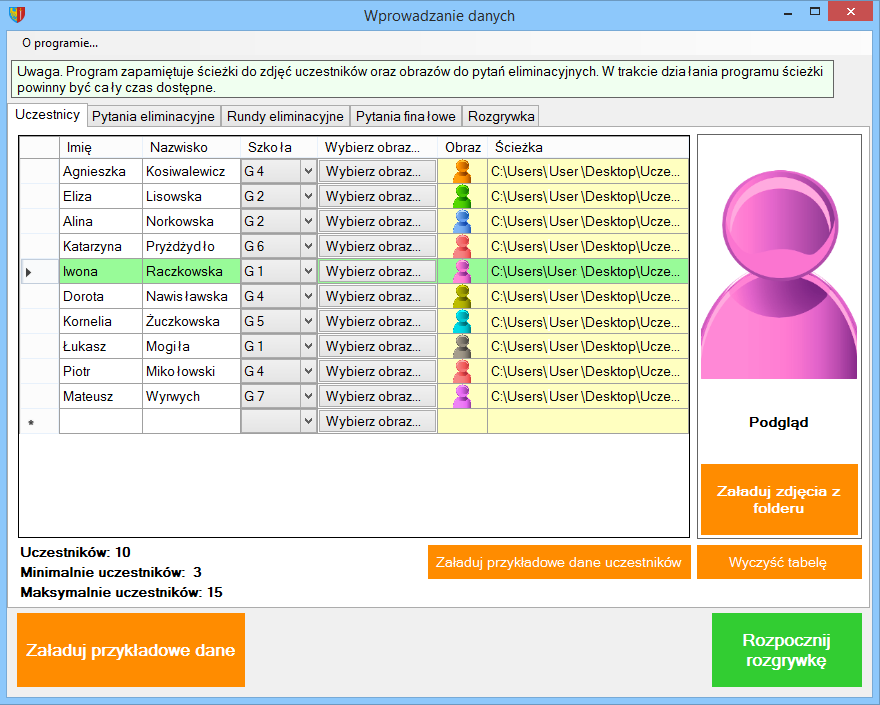 Wprowadzanie danych
O programie...
Uwaga. Program zapamiętuje ścieżki do zdjęć uczestników oraz obrazów do pytań eliminacyjnych. W trakcie działania programu ścieżki
powinny być cały czas dostępne.
Uczestnicy Pytania eliminacyjne Rundy eliminacyjne Pytania finałowe Rozgrywka
Imię Nazwisko Szkoła Wybierz obraz... Obraz Ścieżka
Agnieszka Kosiwalewicz G 4 Wybierz obraz... C:\Users\User\Desktop\Ucze...
Eliza Lisowska G 2 Wybierz obraz... C:\Users\User\Desktop\Ucze...
Alina Norkowska G 2 Wybierz obraz... C:\Users\User\Desktop\Ucze...
Katarzyna Pryżdżydło G 6 Wybierz obraz... C:\Users\User\Desktop\Ucze...
Iwona Raczkowska G 1 Wybierz obraz... C:\Users\User\Desktop\Ucze...
Dorota Nawisławska G 4 Wybierz obraz... C:\Users\User\Desktop\Ucze...
Kornelia Żuczkowska G 5 Wybierz obraz... C:\Users\User\Desktop\Ucze...
Łukasz Mogiła G 1 Wybierz obraz... C:\Users\User\Desktop\Ucze...
Piotr Mikołowski G 4 Wybierz obraz... C:\Users\User\Desktop\Ucze...
Mateusz Wyrwych G 7 Wybierz obraz... C:\Users\User\Desktop\Ucze...
* Wybierz obraz...
Podgląd
Załaduj zdjęcia z
folderu
Uczestników: 10
Minimalnie uczestników: 3
Maksymalnie uczestników: 15
Załaduj przykładowe dane uczestników
Wyczyść tabelę
Załaduj przykładowe dane
Rozpocznij
rozgrywkę